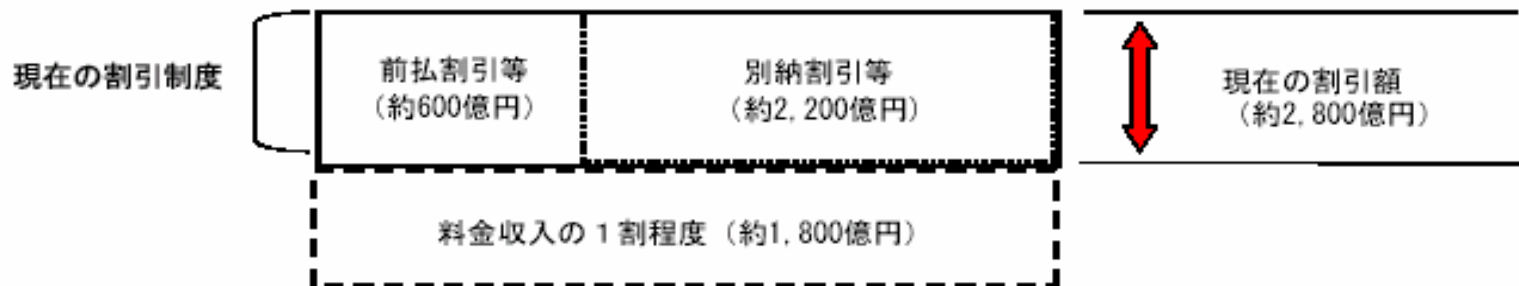 現在の割引制度
前払割引等
（約600億円）
別納割引等
（約2,200億円）
現在の割引額
（約2,800億円）
料金収入の１割程度（約1,800億円）